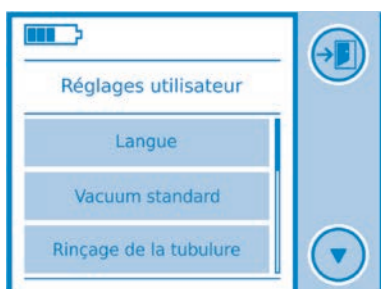 Réglages utilisateur
Langue
Vacuum standard
Rinçage de la tubulure